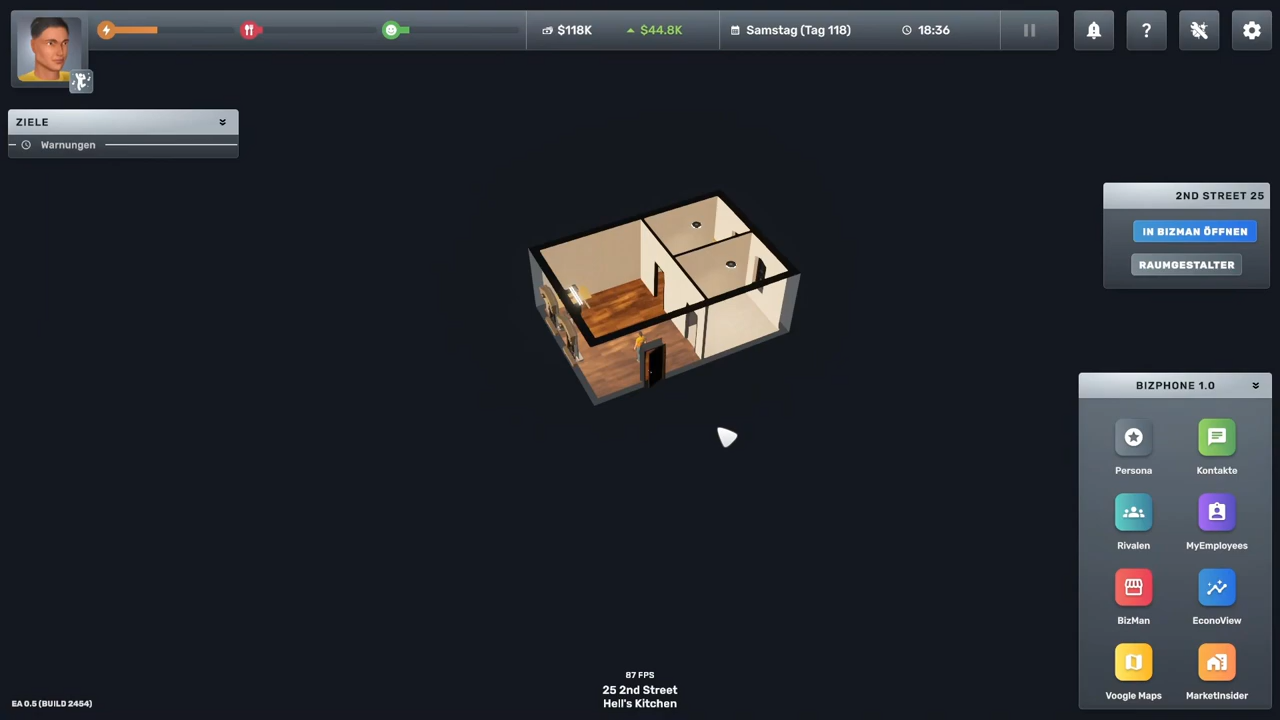 $118K
$44.8K
Samstag (Tag 118)
18:36
?
ZIELE
Warnungen
2ND STREET 25
IN BIZMAN ÖFFNEN
RAUMGESTALTER
BIZPHONE 1.0
Persona
Kontakte
Rivalen
MyEmployees
BizMan
EconoView
Voogle Maps
MarketInsider
87 FPS
25 2nd Street
Hell's Kitchen
EA 0.5 (BUILD 2454)